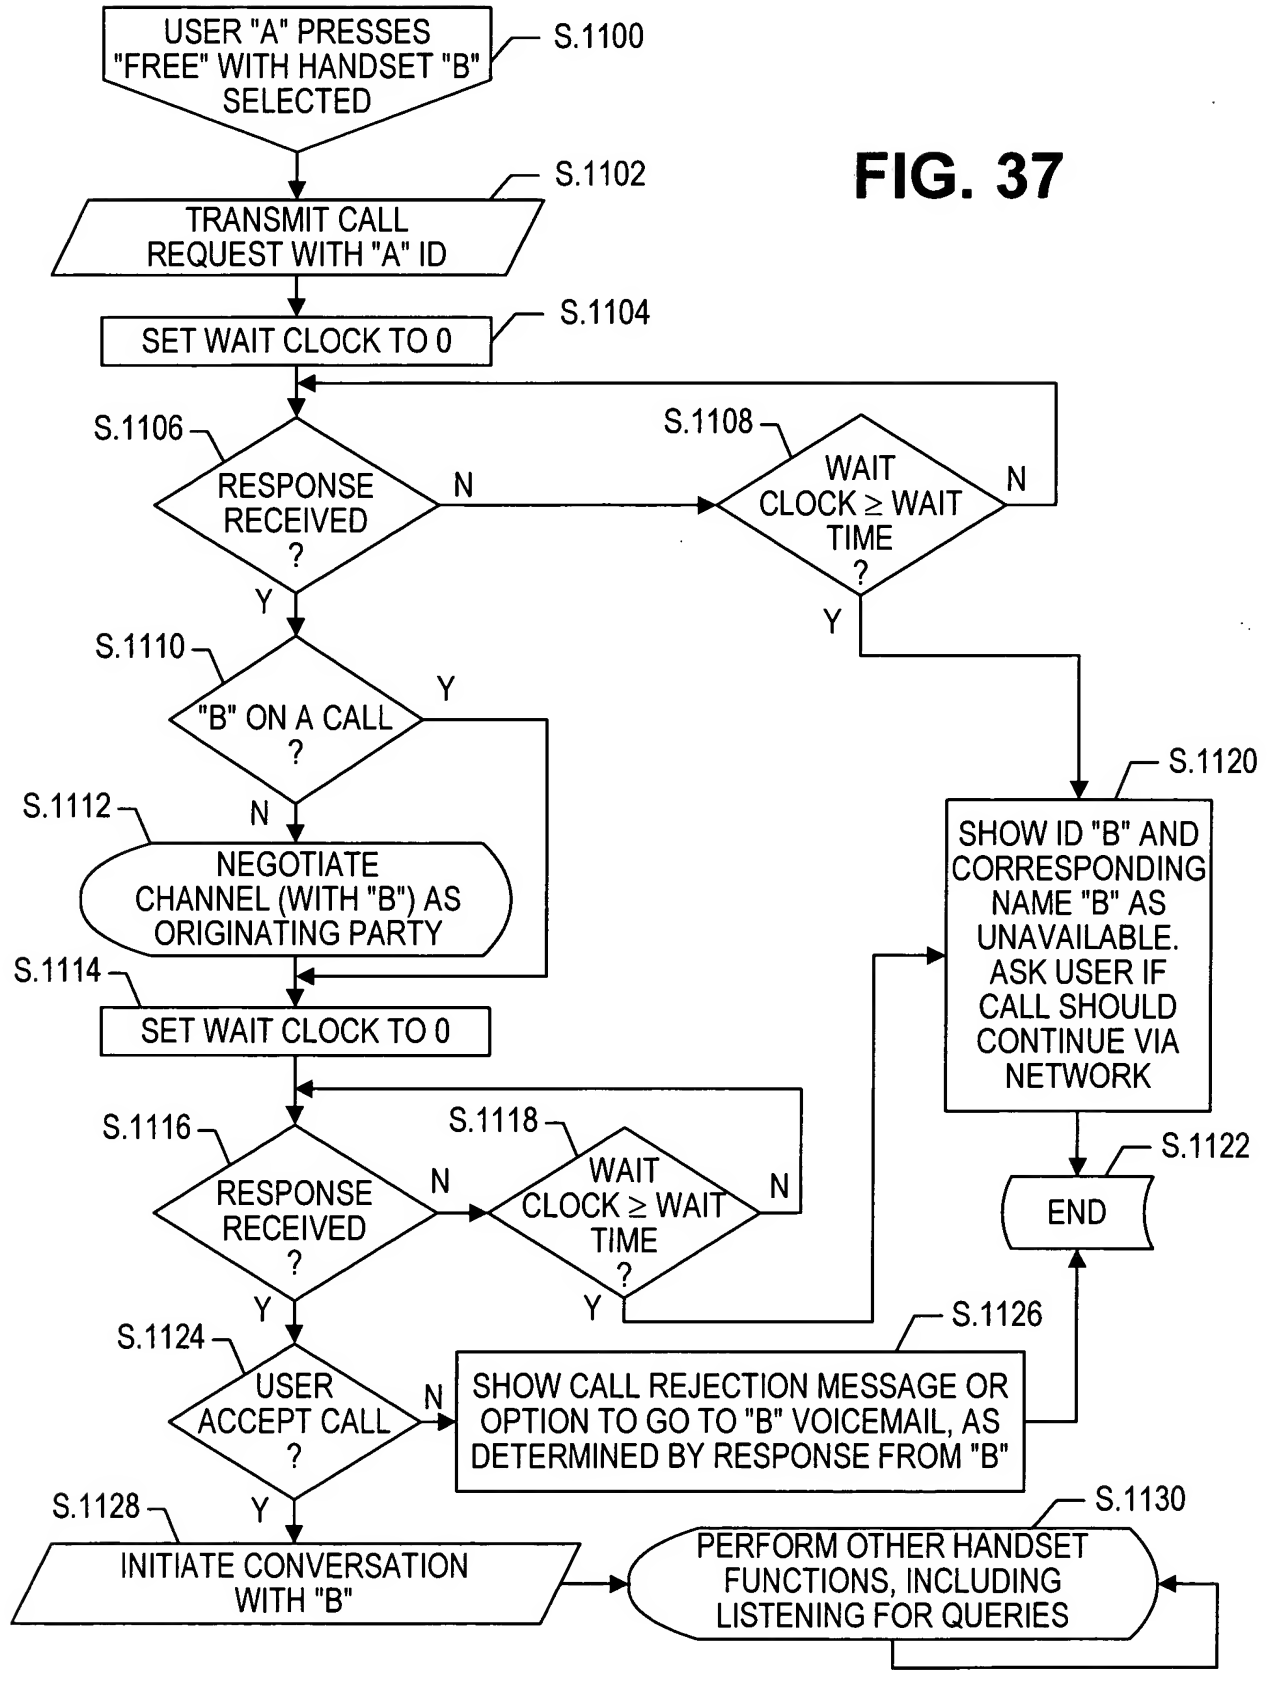 USER "A" PRESSES
"FREE" WITH HANDSET "B"
SELECTED
S.1100
FIG. 37
S.1102
TRANSMIT CALL
REQUEST WITH "A" ID
S.1104
SET WAIT CLOCK TO 0
S.1106
RESPONSE
RECEIVED
?
N
Y
S.1108
WAIT
CLOCK ≥ WAIT
TIME
?
N
Y
S.1110
"B" ON A CALL
?
Y
N
S.1112
NEGOTIATE
CHANNEL (WITH "B") AS
ORIGINATING PARTY
S.1114
SET WAIT CLOCK TO 0
S.1116
RESPONSE
RECEIVED
?
N
Y
S.1118
WAIT
CLOCK ≥ WAIT
TIME
?
N
Y
S.1120
SHOW ID "B" AND
CORRESPONDING
NAME "B" AS
UNAVAILABLE.
ASK USER IF
CALL SHOULD
CONTINUE VIA
NETWORK
S.1122
END
S.1124
USER
ACCEPT CALL
?
N
Y
S.1126
SHOW CALL REJECTION MESSAGE OR
OPTION TO GO TO "B" VOICEMAIL, AS
DETERMINED BY RESPONSE FROM "B"
S.1128
INITIATE CONVERSATION
WITH "B"
S.1130
PERFORM OTHER HANDSET
FUNCTIONS, INCLUDING
LISTENING FOR QUERIES